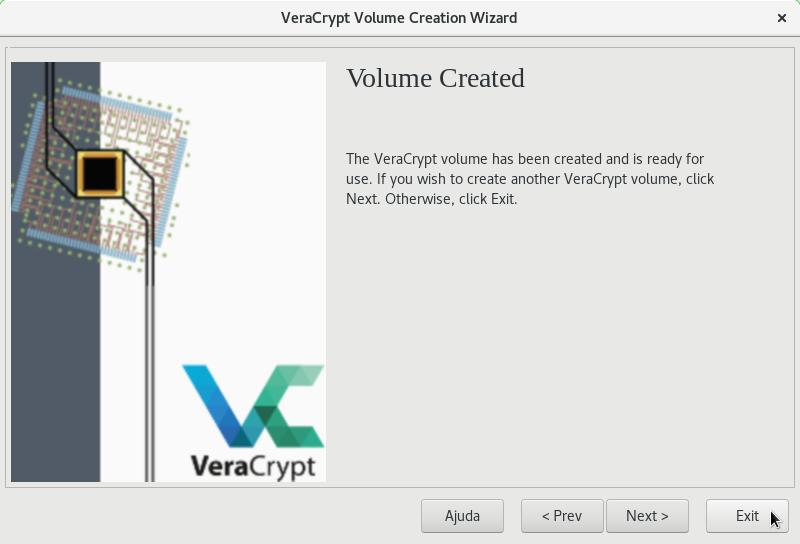 VeraCrypt Volume Creation Wizard
Volume Created
The VeraCrypt volume has been created and is ready for
use. If you wish to create another VeraCrypt volume, click
Next. Otherwise, click Exit.
VeraCrypt
Ajuda
< Prev
Next >
Exit